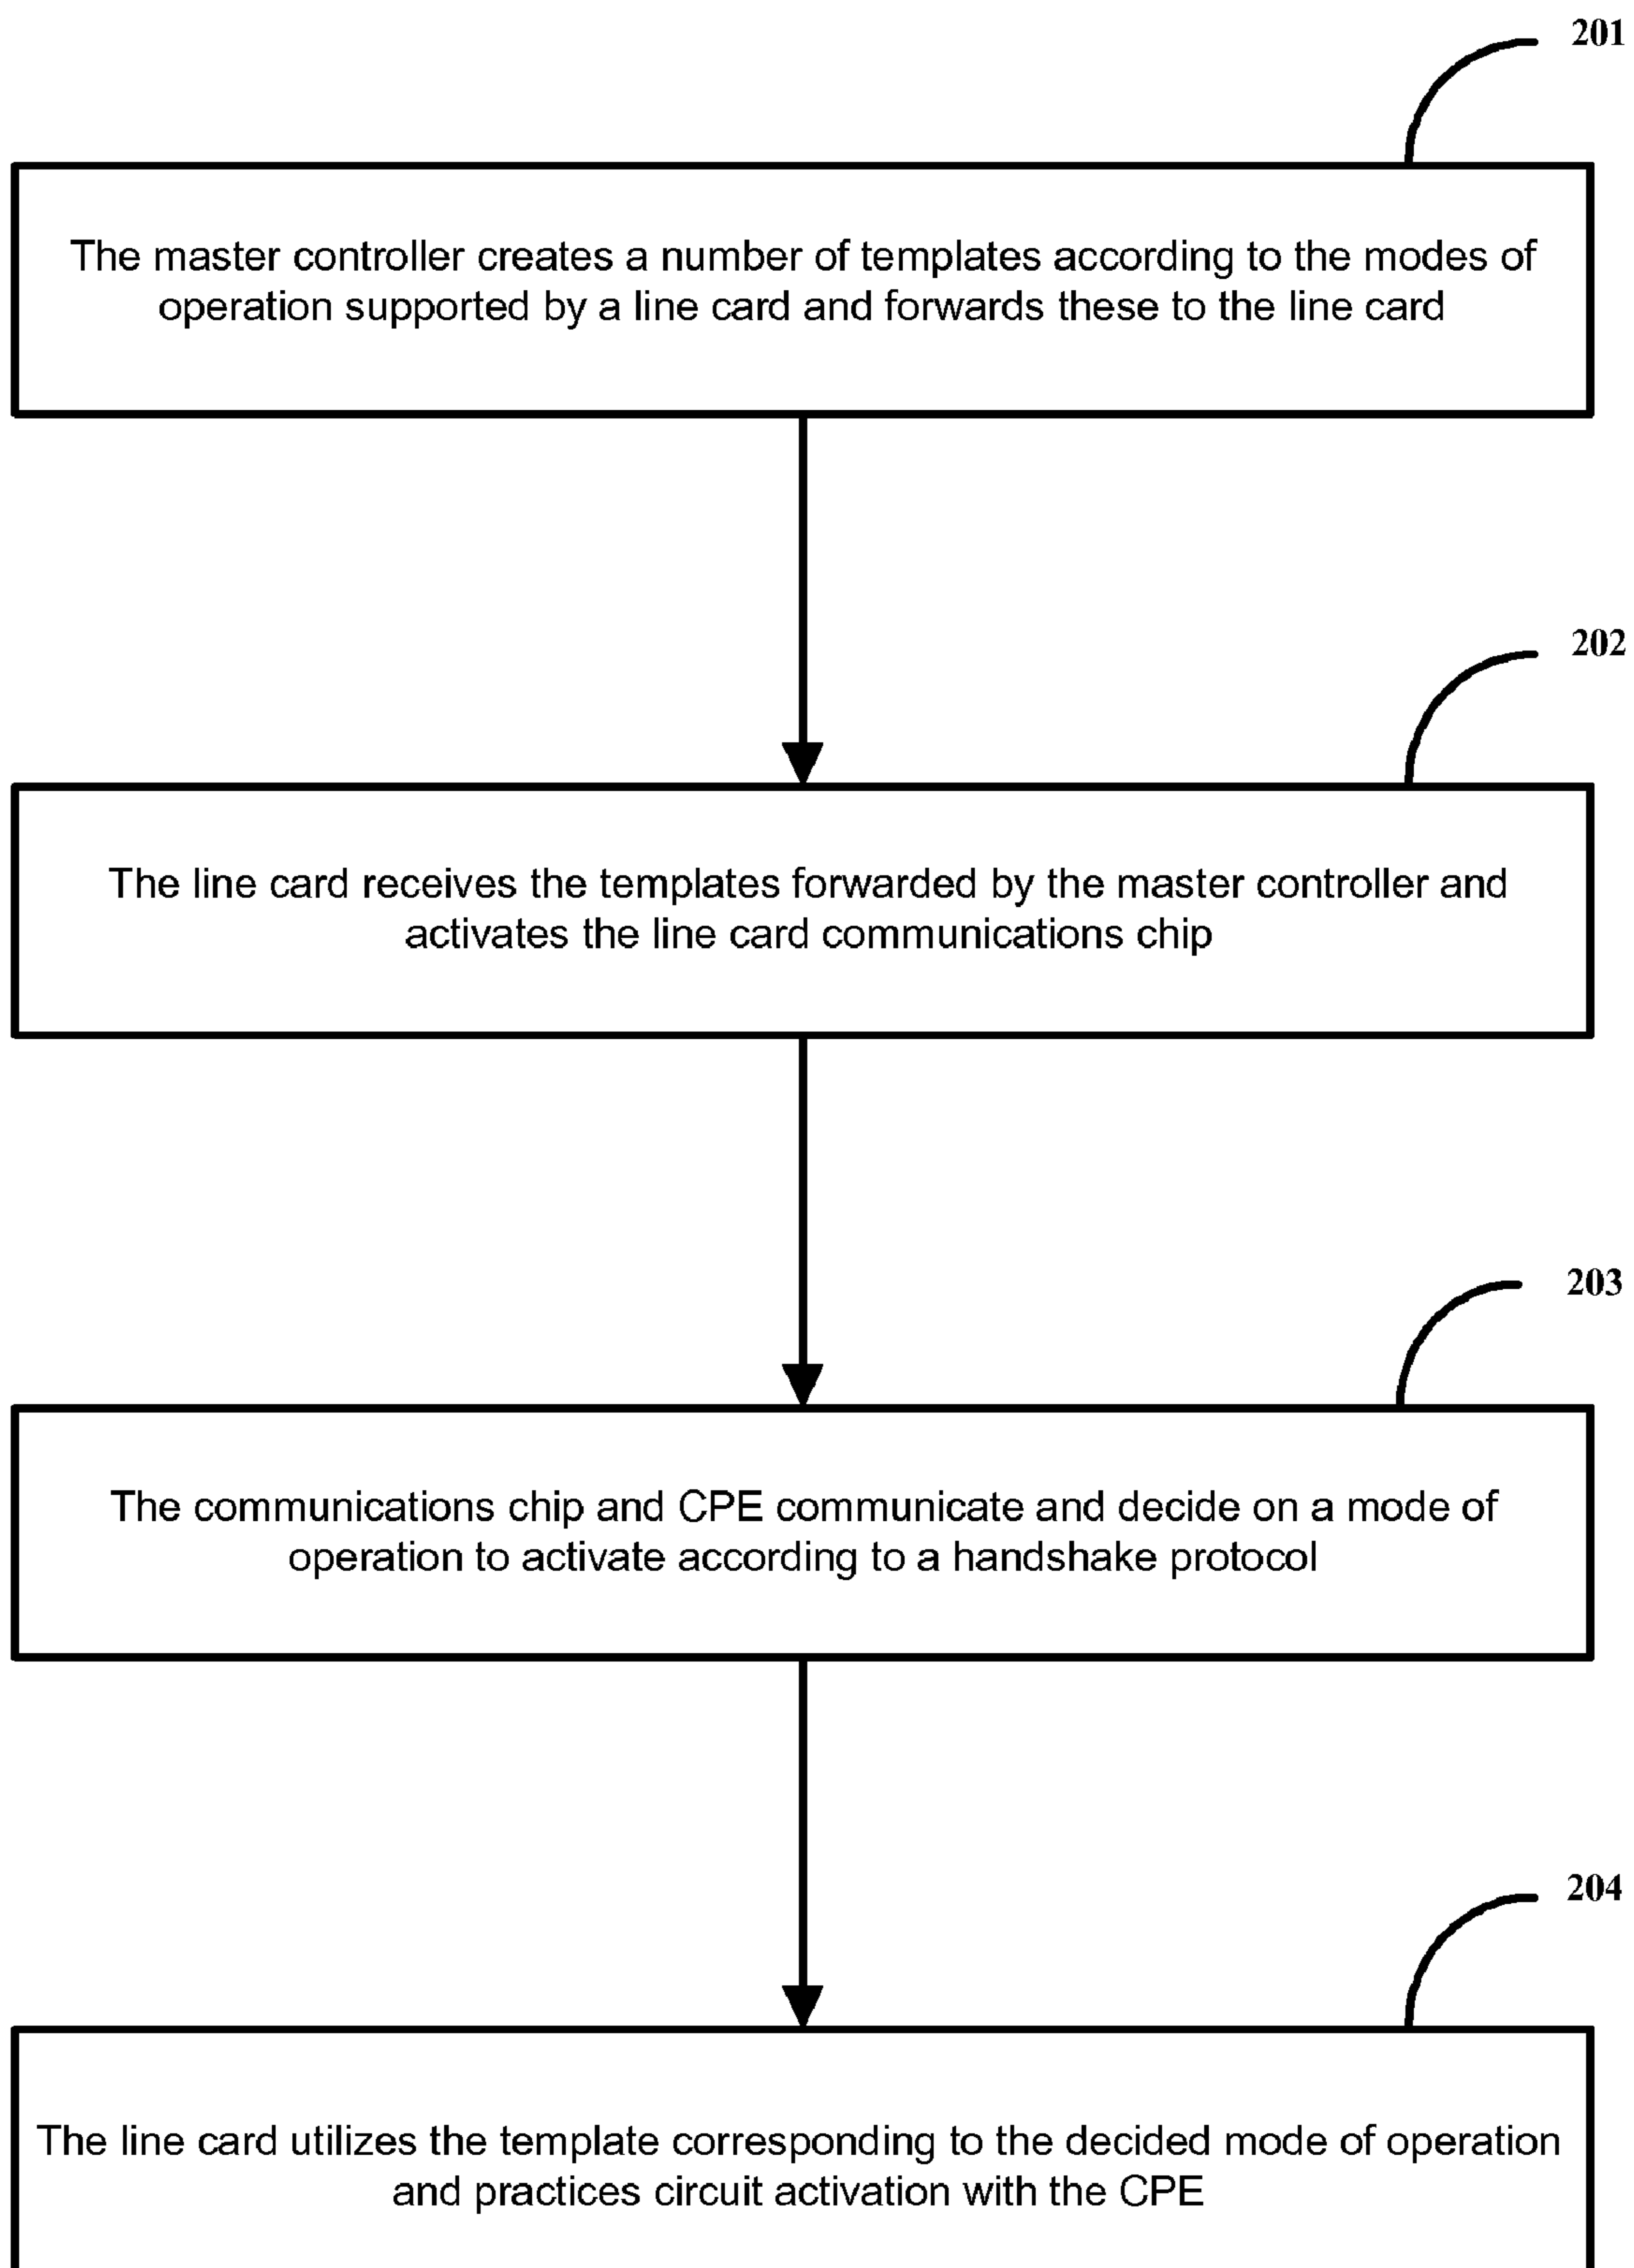 201
The master controller creates a number of templates according to the modes of
operation supported by a line card and forwards these to the line card
202
The line card receives the templates forwarded by the master controller and
activates the line card communications chip
203
The communications chip and CPE communicate and decide on a mode of
operation to activate according to a handshake protocol
204
The line card utilizes the template corresponding to the decided mode of operation
and practices circuit activation with the CPE